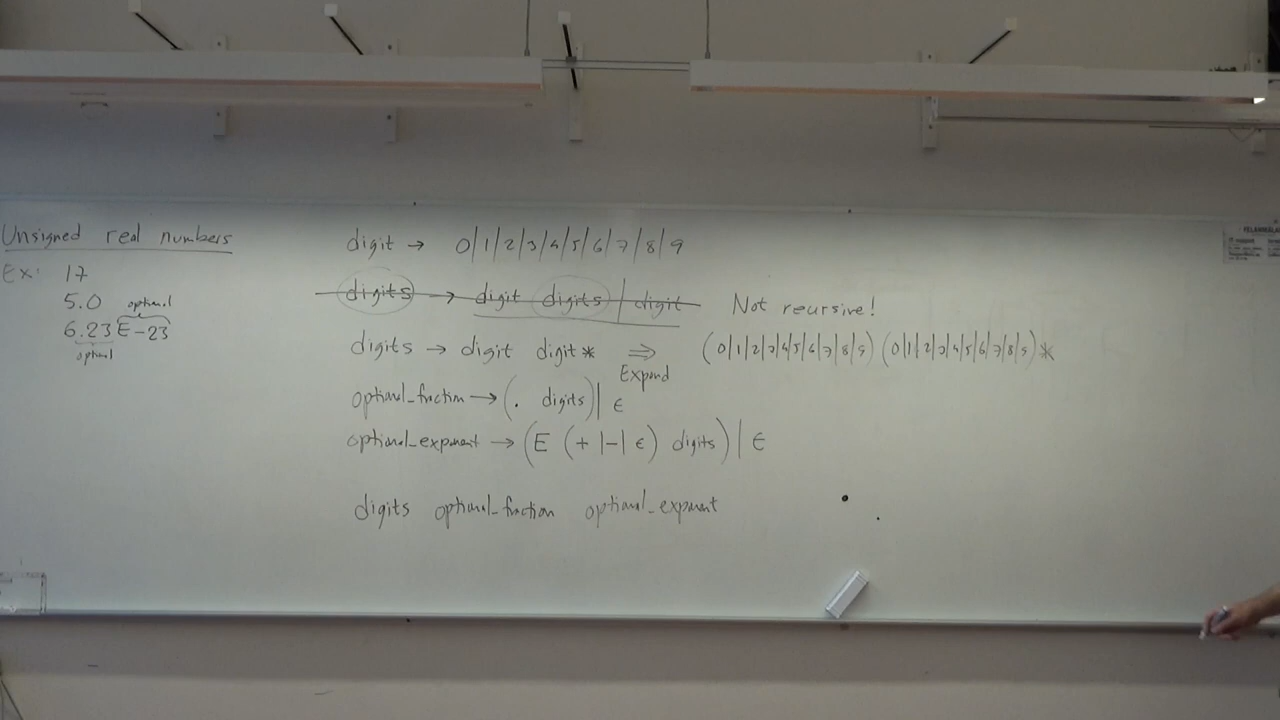 Unsigned real numbers
Ex: 17
5.0
optional
6.23E-23
optional
digit → 0|1|2|3|4|5|6|7|8|9
digits → digit digits | digit Not recursive!
digits → digit digit* ⇒ (0|1|2|3|4|5|6|7|8|9) (0|1|2|3|4|5|6|7|8|9)*
Expand
optional_fraction → (. digits) | ϵ
optional_exponent → (E (+|-|ϵ) digits) | ϵ
digits optional_fraction optional_exponent